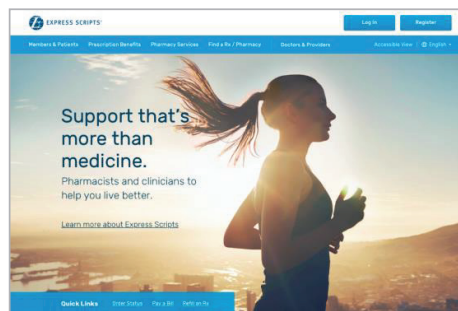 EXPRESS SCRIPTS®
Log In
Register
Members & Patients
Prescription Benefits
Pharmacy Services
Find a Rx / Pharmacy
Doctors & Providers
Accessible View / English
Support that's
more than
medicine.
Pharmacists and clinicians to
help you live better.
Learn more about Express Scripts
Quick Links
Order Status
Pay a Bill
Refill an Rx